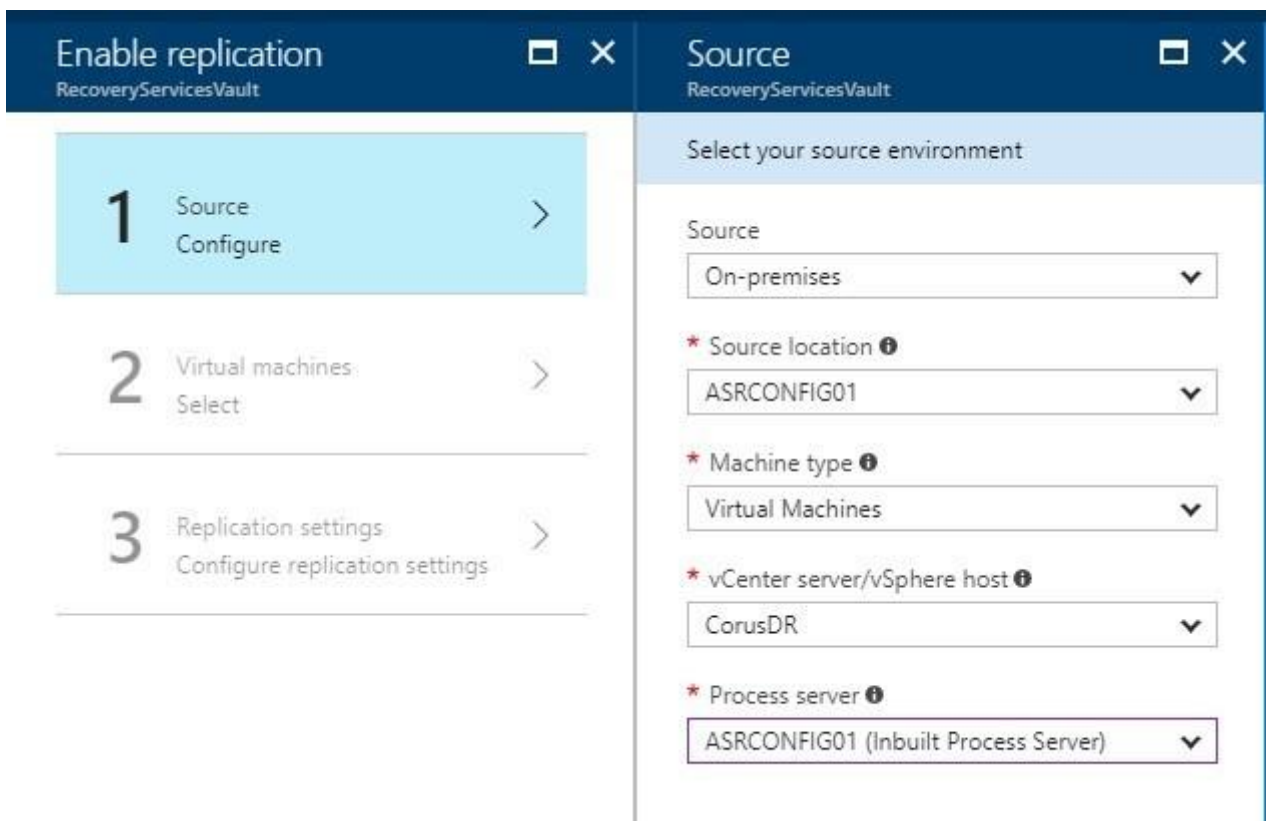 Enable replication
RecoveryServicesVault
1
Source
Configure
2
Virtual machines
Select
3
Replication settings
Configure replication settings
Source
RecoveryServicesVault
Select your source environment
Source
On-premises
* Source location
ASRCONFIG01
* Machine type
Virtual Machines
* vCenter server/vSphere host
CorusDR
* Process server
ASRCONFIG01 (Inbuilt Process Server)